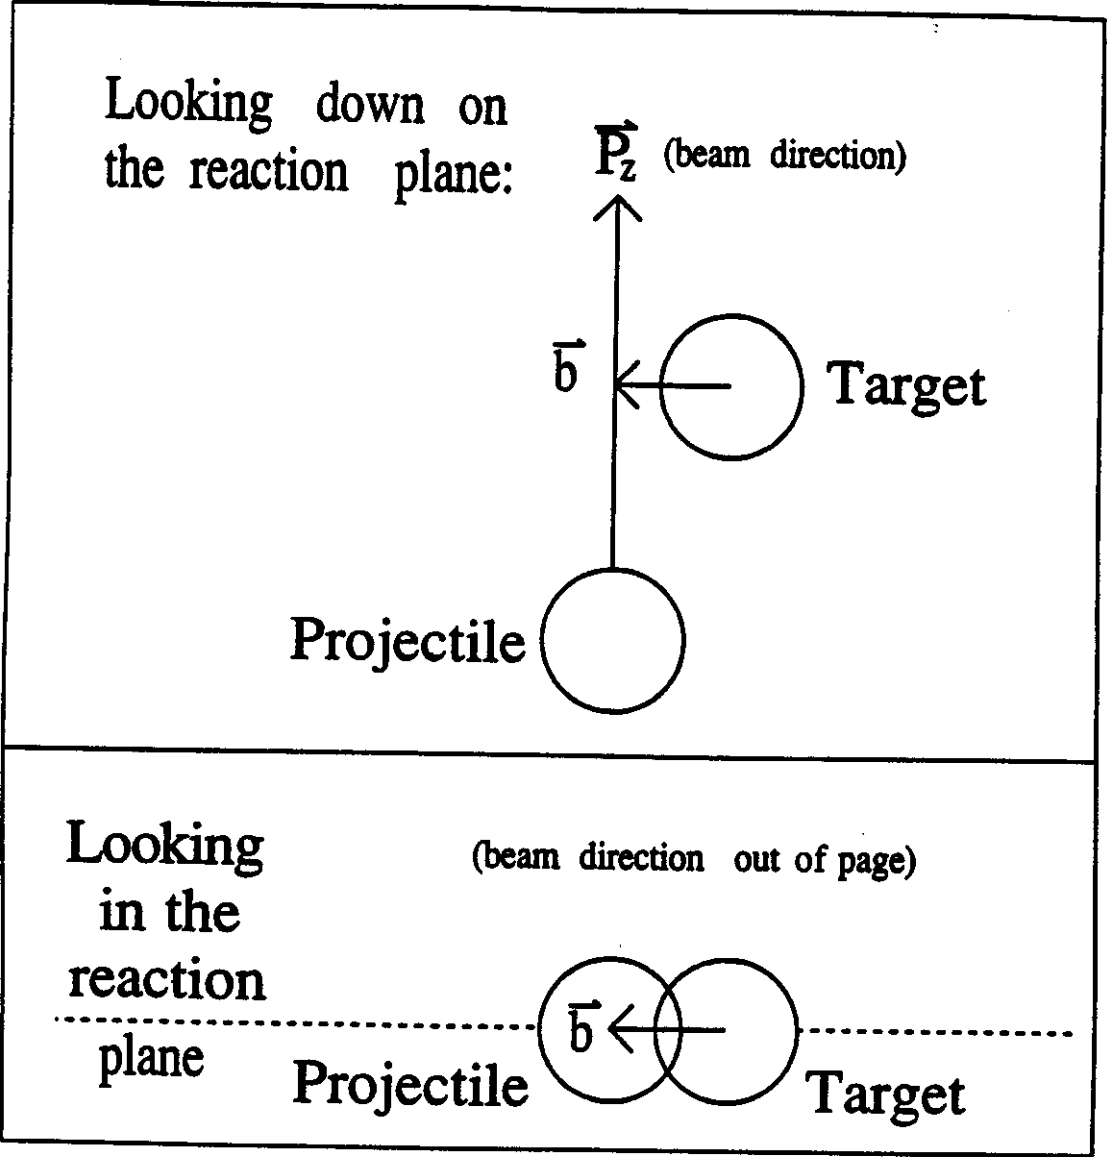 Looking down on
the reaction plane:
P⃗z (beam direction)
b⃗
Target
Projectile
Looking
in the
reaction
plane
(beam direction out of page)
b⃗
Projectile
Target